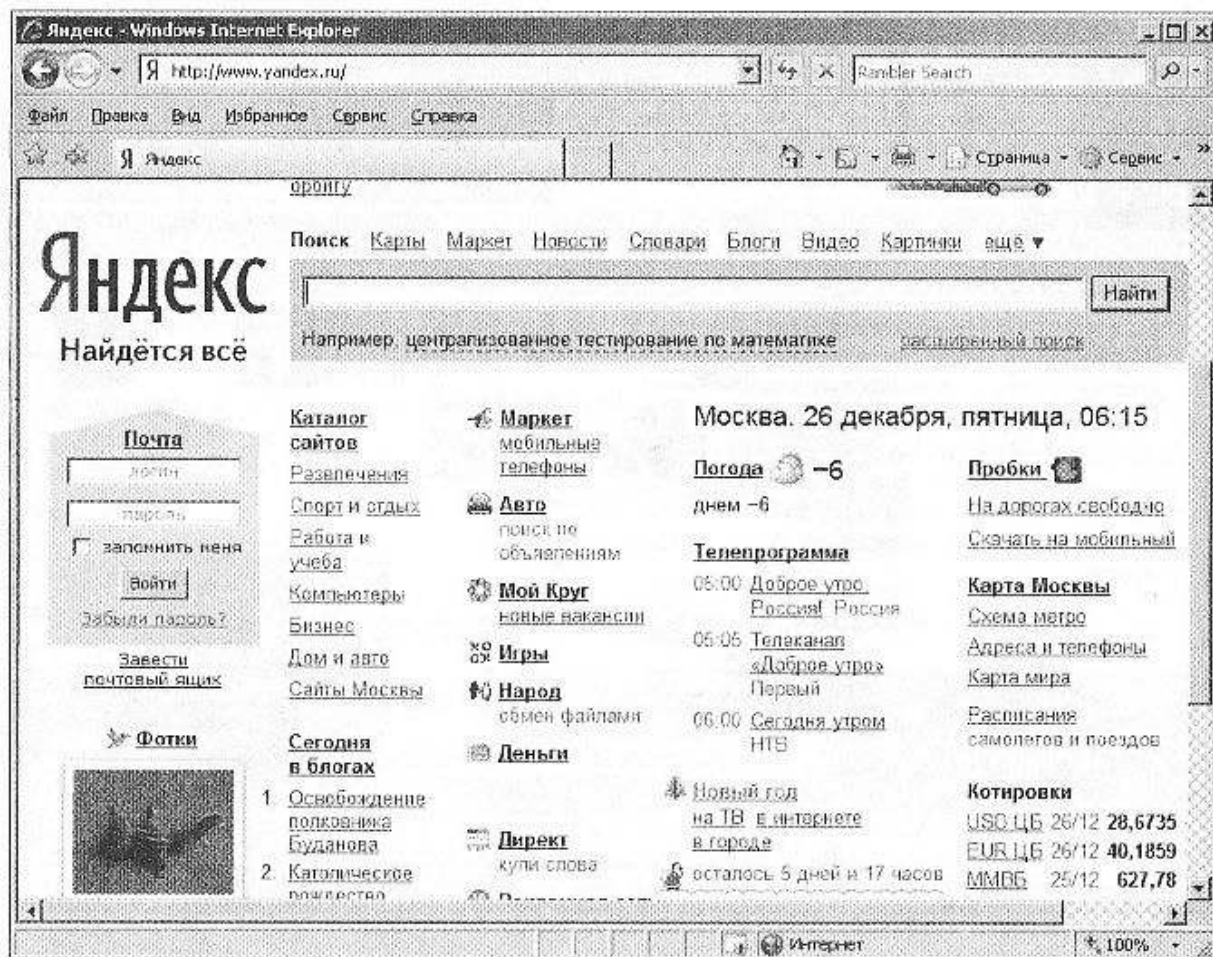 Яндекс - Windows Internet Explorer
http://www.yandex.ru/
Rambler Search
Файл Правка Вид Избранное Сервис Справка
Яндекс
Страница
Сервис
Яндекс
Найдётся всё
Поиск Карты Маркет Новости Словари Блоги Видео Картинки ещё ▼
Найти
Например, централизованное тестирование по математике
расширенный поиск
Почта
логин
пароль
запомнить меня
Войти
Забыли пароль?
Завести
почтовый ящик
Фотки
Каталог
сайтов
Развлечения
Спорт и отдых
Работа и
учеба
Компьютеры
Бизнес
Дом и авто
Сайты Москвы
Сегодня
в блогах
1. Освобождение
полковника
Буданова
2. Католическое
рождество
Маркет
мобильные
телефоны
Авто
поиск по
объявлениям
Мой Круг
новые вакансии
Игры
Народ
обмен файлами
Деньги
Директ
купи слова
Москва. 26 декабря, пятница, 06:15
Погода −6
днем −6
Телепрограмма
05:00 Доброе утро,
Россия! Россия
05:05 Телеканал
«Доброе утро»
Первый
06:00 Сегодня утром
НТВ
Новый год
на ТВ в интернете
в городе
осталось 5 дней и 17 часов
Пробки
На дорогах свободно
Скачать на мобильный
Карта Москвы
Схема метро
Адреса и телефоны
Карта мира
Расписания
самолетов и поездов
Котировки
USD ЦБ 26/12 28,6735
EUR ЦБ 26/12 40,1859
ММВБ 25/12 627,78
Интернет
100%